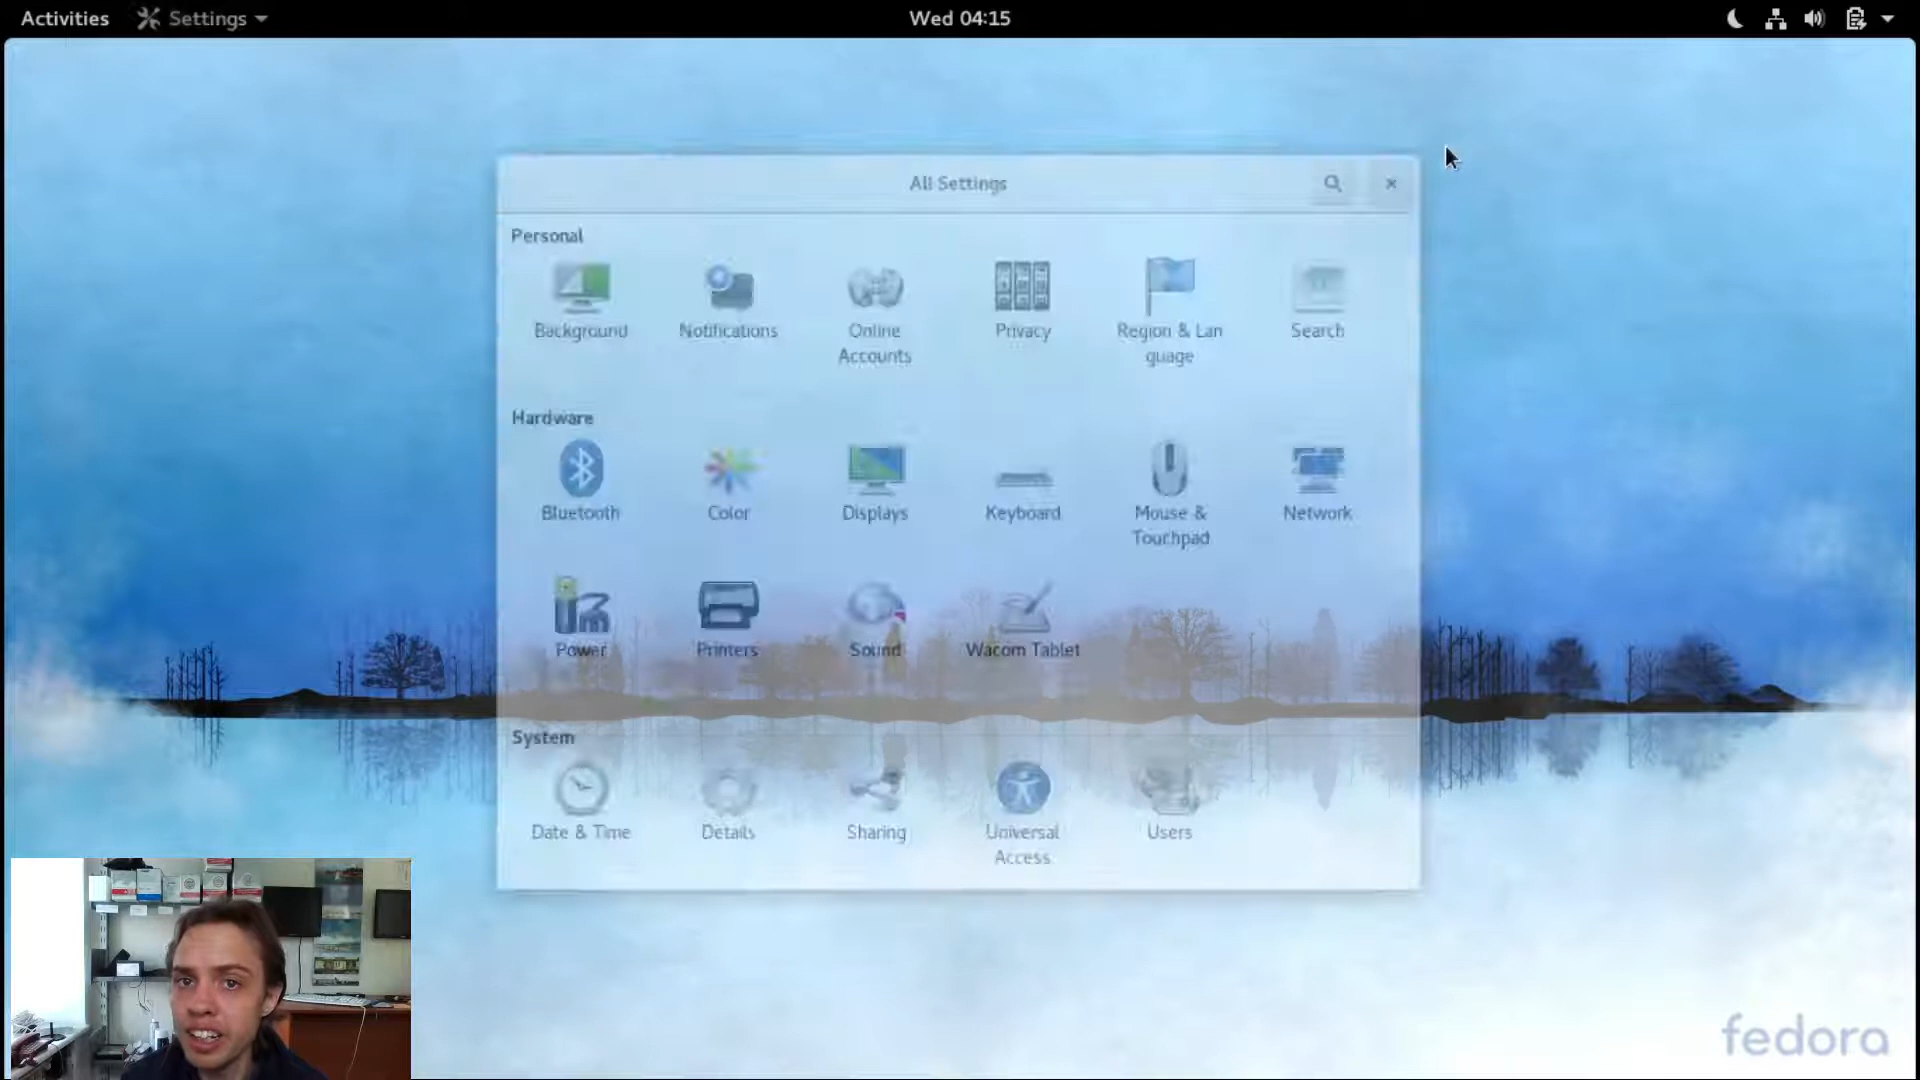 Activities Settings Wed 04:15
All Settings
Personal
Background Notifications Online Privacy Region & Lan Search
Accounts guage
Hardware
Bluetooth Color Displays Keyboard Mouse & Network
Touchpad
Power Printers Sound Wacom Tablet
System
Date & Time Details Sharing Universal Users
Access
fedora